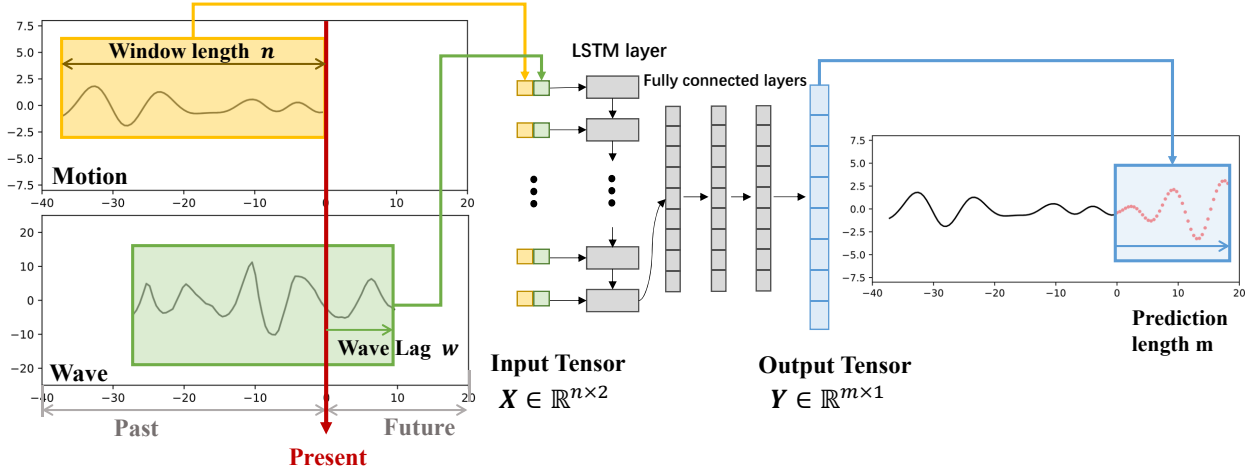 7.5
5.0
2.5
0.0
−2.5
−5.0
−7.5
Window length n
Motion
−40 −30 −20 −10 0 10 20
20
10
0
−10
−20
Wave Lag w
Wave
−40 −30 −20 −10 0 10 20
Past
Future
Present
LSTM layer
Fully connected layers
Input Tensor
X ∈ ℝⁿˣ²
Output Tensor
Y ∈ ℝᵐˣ¹
7.5
5.0
2.5
0.0
−2.5
−5.0
−7.5
−40 −30 −20 −10 0 10 20
Prediction
length m